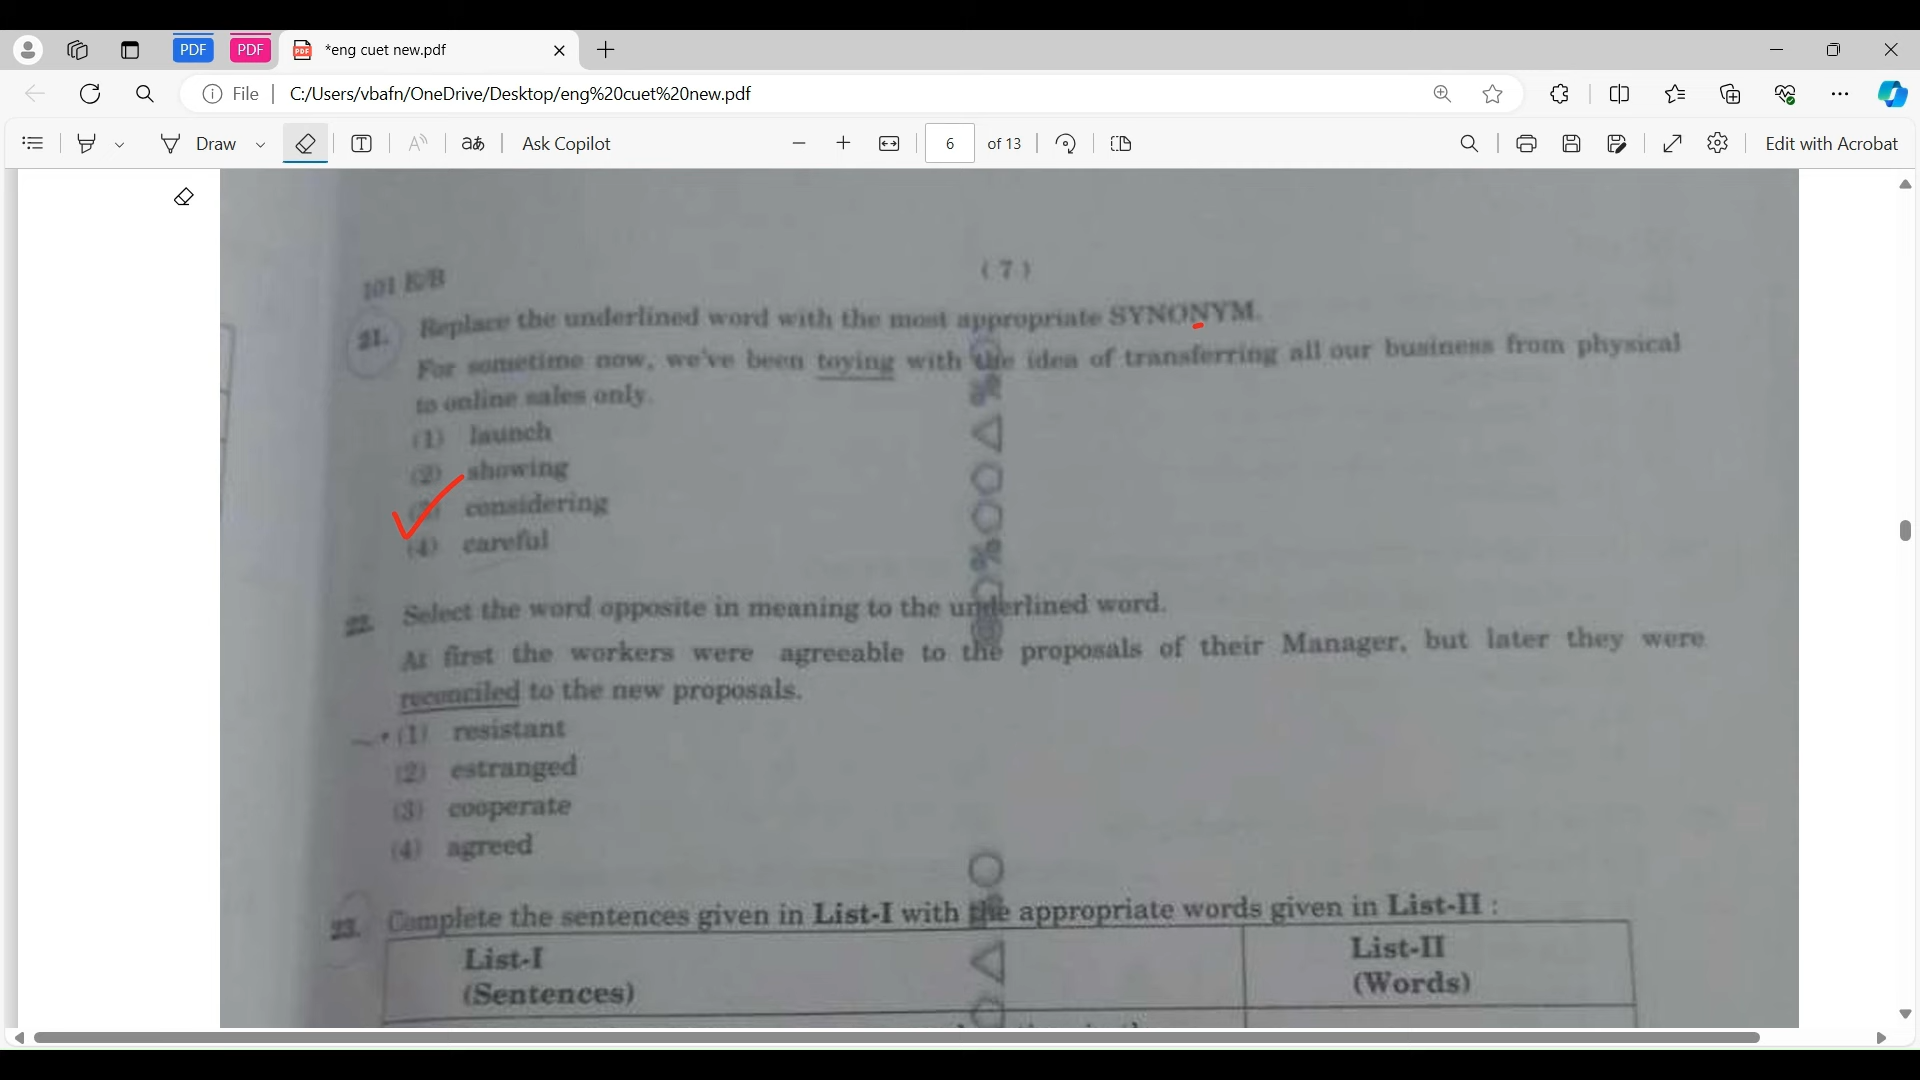 PDF PDF *eng cuet new.pdf
File C:/Users/vbafn/OneDrive/Desktop/eng%20cuet%20new.pdf
Draw aあ Ask Copilot 6 of 13 Edit with Acrobat
101 E/B ( 7 )
21. Replace the underlined word with the most appropriate SYNONYM.
For sometime now, we've been toying with the idea of transferring all our business from physical
to online sales only.
(1) launch
(2) showing
(3) considering
(4) careful
22. Select the word opposite in meaning to the underlined word.
At first the workers were agreeable to the proposals of their Manager, but later they were
reconciled to the new proposals.
(1) resistant
(2) estranged
(3) cooperate
(4) agreed
23. Complete the sentences given in List-I with the appropriate words given in List-II :
List-I List-II
(Sentences) (Words)